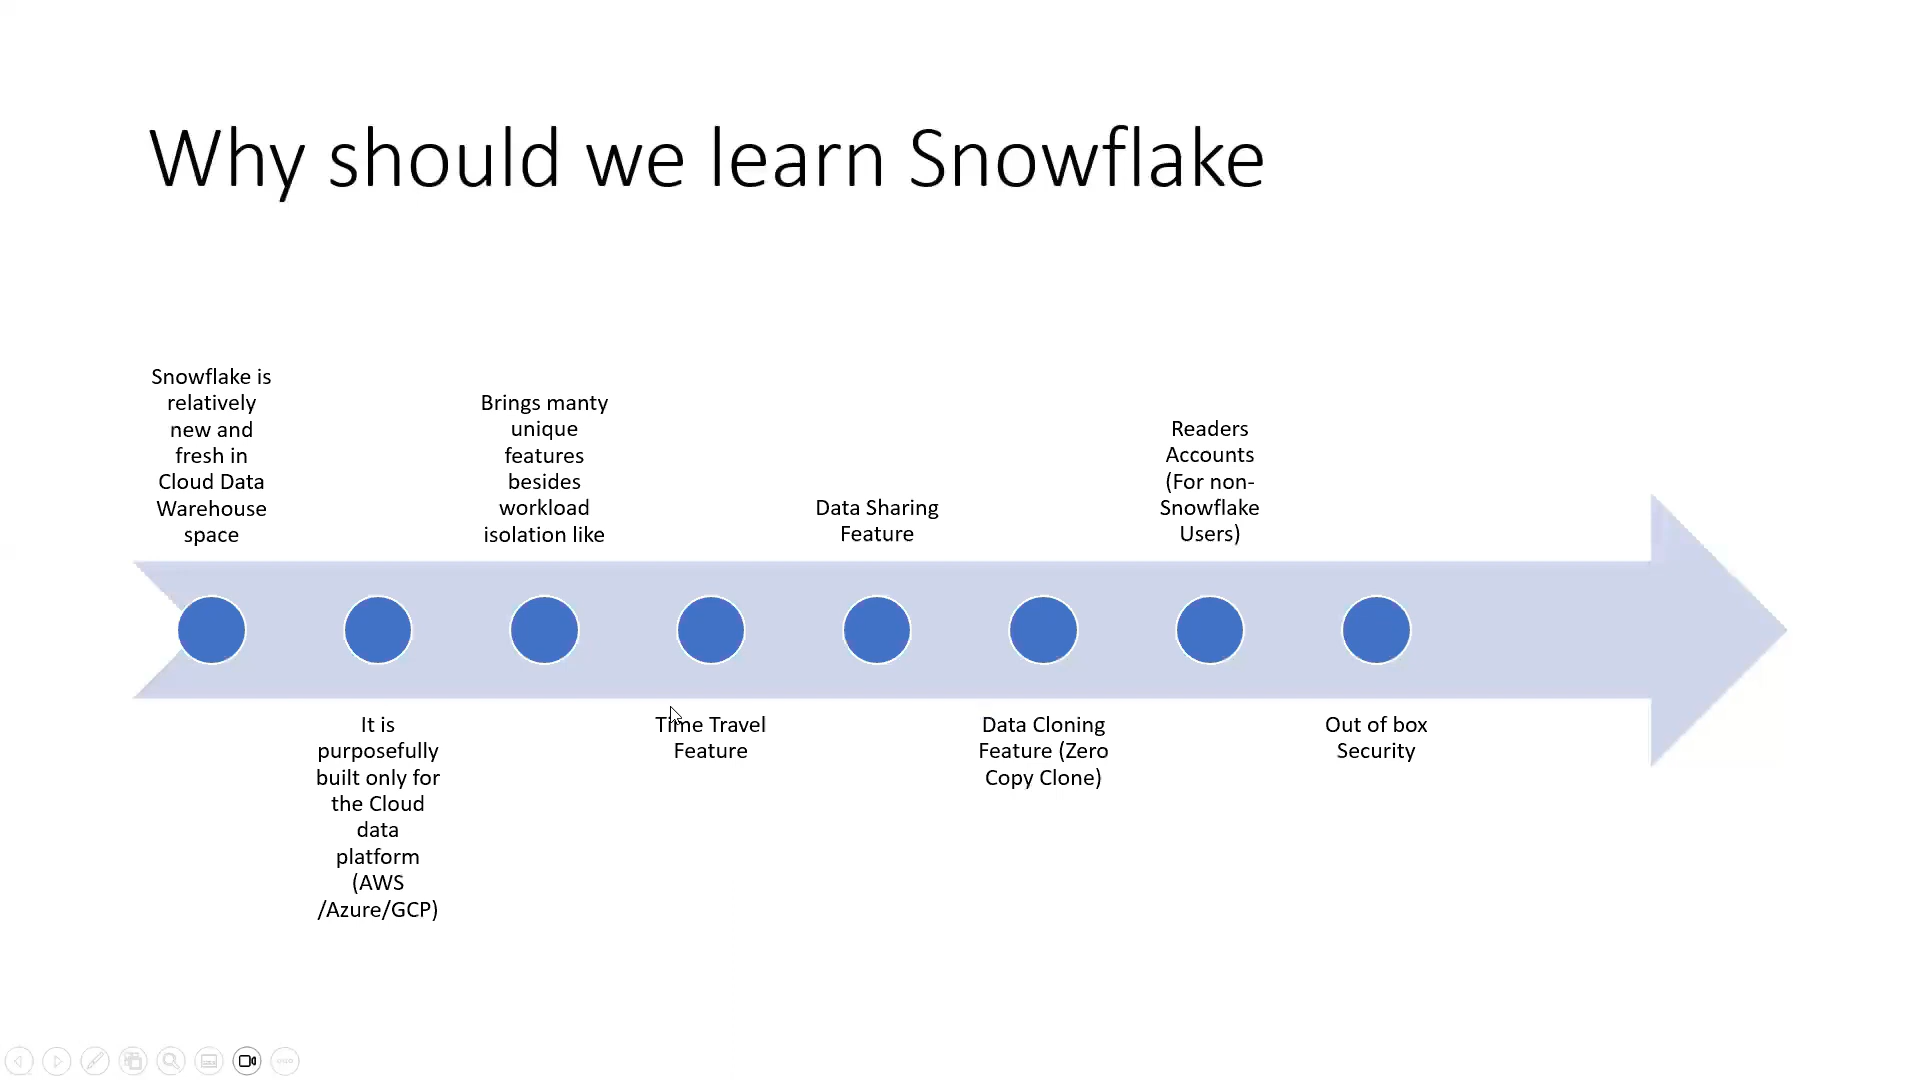 Why should we learn Snowflake
Snowflake is
relatively
new and
fresh in
Cloud Data
Warehouse
space
It is
purposefully
built only for
the Cloud
data
platform
(AWS
/Azure/GCP)
Brings manty
unique
features
besides
workload
isolation like
Time Travel
Feature
Data Sharing
Feature
Data Cloning
Feature (Zero
Copy Clone)
Readers
Accounts
(For non-
Snowflake
Users)
Out of box
Security